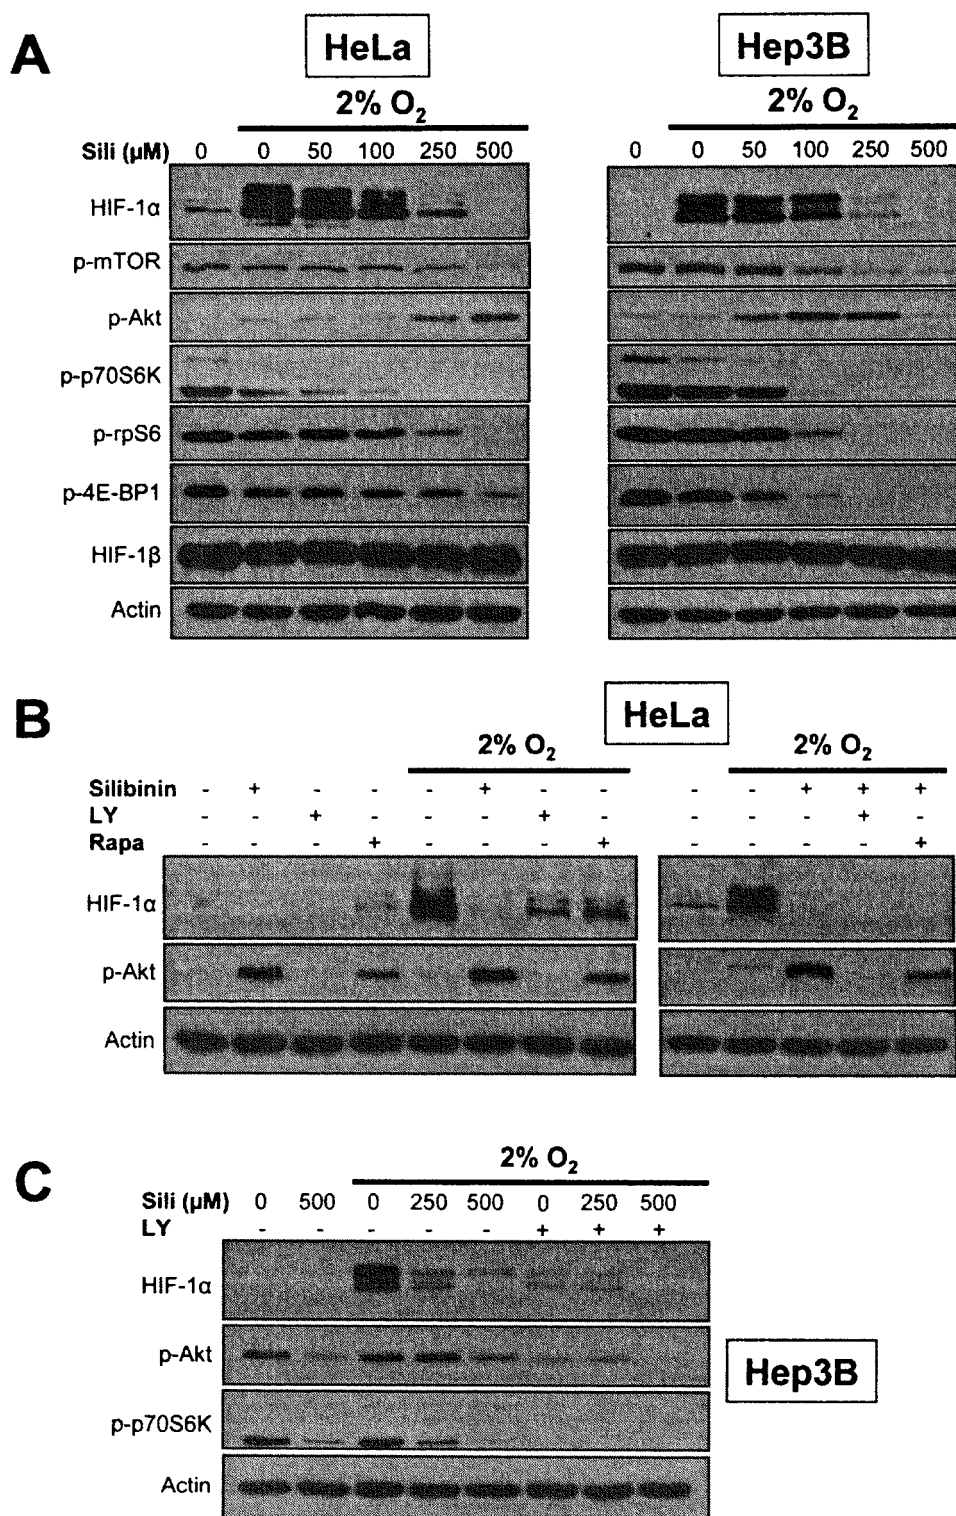 A
HeLa
Hep3B
2% O2
2% O2
Sili (µM) 0 0 50 100 250 500 0 0 50 100 250 500
HIF-1α
p-mTOR
p-Akt
p-p70S6K
p-rpS6
p-4E-BP1
HIF-1β
Actin
B
HeLa
2% O2
2% O2
Silibinin - + - - - + - - - - + + +
LY - - + - - - + - - - - + -
Rapa - - - + - - - + - - - - +
HIF-1α
p-Akt
Actin
C
2% O2
Sili (µM) 0 500 0 250 500 0 250 500
LY - - - - - + + +
HIF-1α
p-Akt
Hep3B
p-p70S6K
Actin